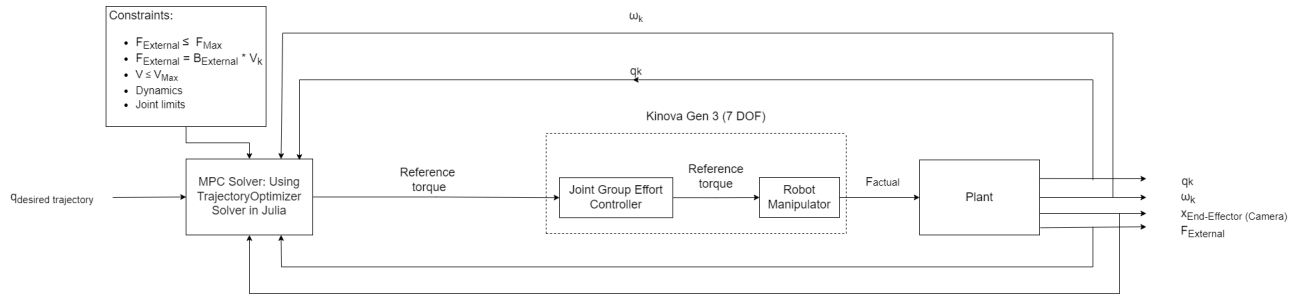 Constraints:
• F_External ≤ F_Max
• F_External = B_External * V_k
• V ≤ V_Max
• Dynamics
• Joint limits
ω_k
q_k
Kinova Gen 3 (7 DOF)
q_desired trajectory
MPC Solver: Using
TrajectoryOptimizer
Solver in Julia
Reference
torque
Joint Group Effort
Controller
Reference
torque
Robot
Manipulator
F_actual
Plant
q_k
ω_k
x_End-Effector (Camera)
F_External